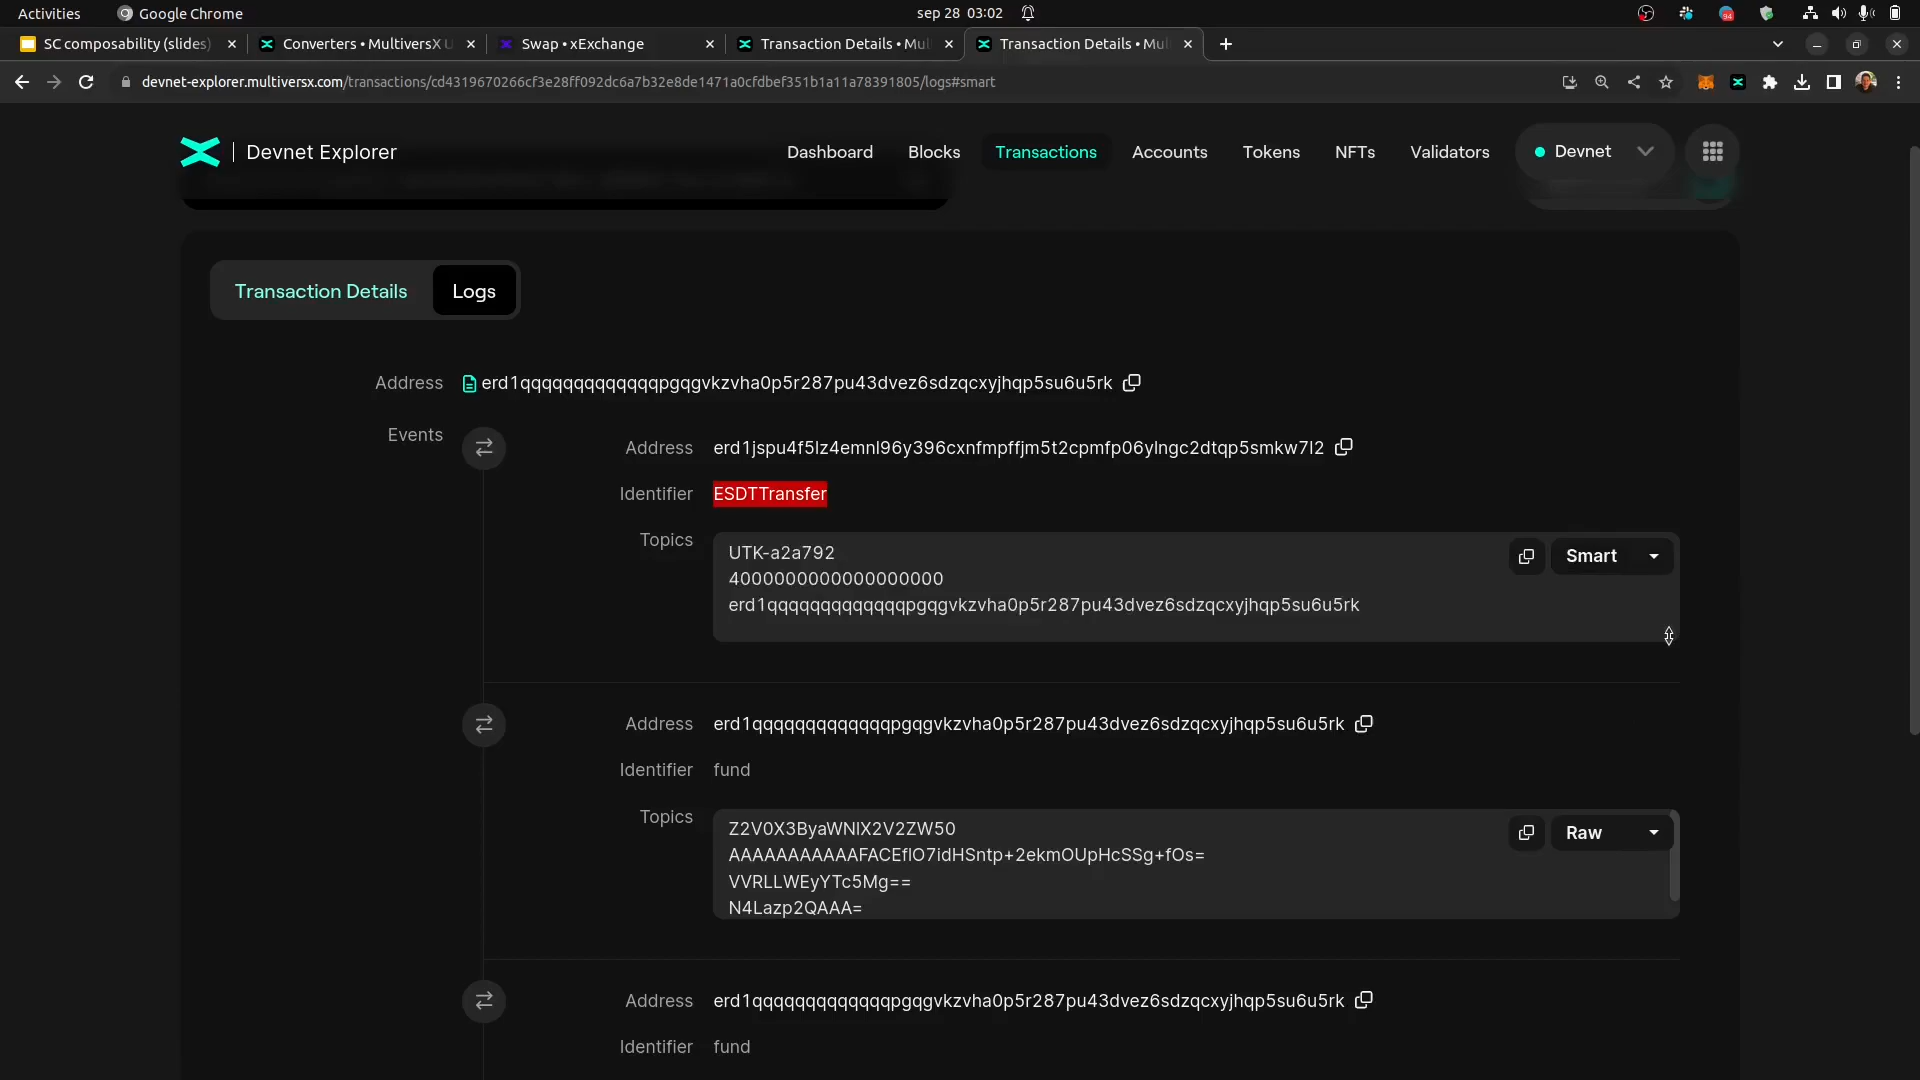 Activities
Google Chrome
sep 28 03:02
94
SC composability (slides)
Converters • MultiversX U
Swap • xExchange
Transaction Details • Mul
Transaction Details • Mul
devnet-explorer.multiversx.com/transactions/cd4319670266cf3e28ff092dc6a7b32e8de1471a0cfdbef351b1a11a78391805/logs#smart
Devnet Explorer
Dashboard
Blocks
Transactions
Accounts
Tokens
NFTs
Validators
Devnet
Transaction Details
Logs
Address erd1qqqqqqqqqqqqqpgqgvkzvha0p5r287pu43dvez6sdzqcxyjhqp5su6u5rk
Events
Address erd1jspu4f5lz4emnl96y396cxnfmpffjm5t2cpmfp06ylngc2dtqp5smkw7l2
Identifier ESDTTransfer
Topics
UTK-a2a792
4000000000000000000
erd1qqqqqqqqqqqqqpgqgvkzvha0p5r287pu43dvez6sdzqcxyjhqp5su6u5rk
Smart
Address erd1qqqqqqqqqqqqqpgqgvkzvha0p5r287pu43dvez6sdzqcxyjhqp5su6u5rk
Identifier fund
Topics
Z2V0X3ByaWNlX2V2ZW50
AAAAAAAAAAAFACEflO7idHSntp+2ekmOUpHcSSg+fOs=
VVRLLWEyYTc5Mg==
N4Lazp2QAAA=
Raw
Address erd1qqqqqqqqqqqqqpgqgvkzvha0p5r287pu43dvez6sdzqcxyjhqp5su6u5rk
Identifier fund